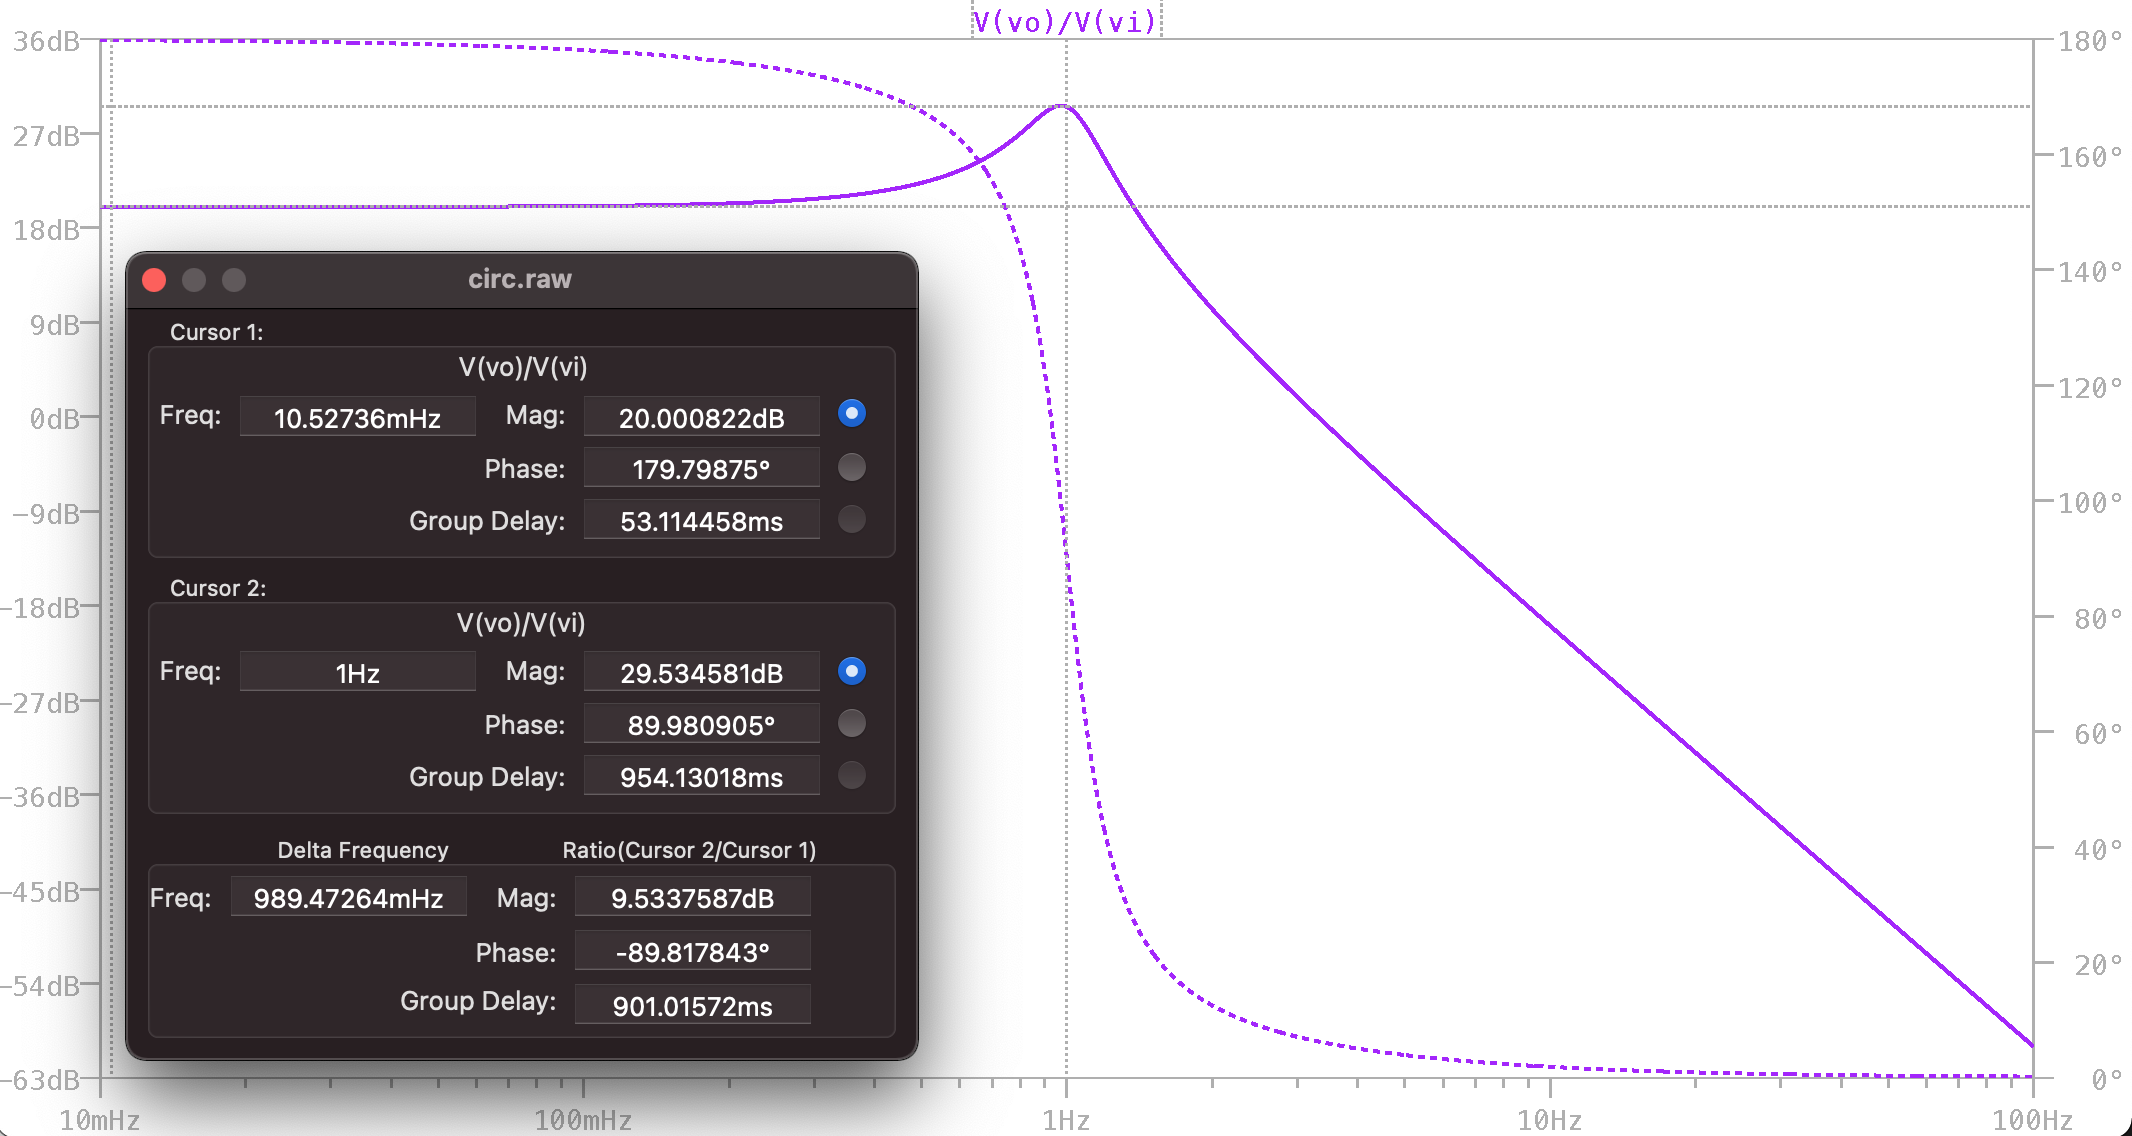 V(vo)/V(vi)
36dB
27dB
18dB
9dB
0dB
-9dB
-18dB
-27dB
-36dB
-45dB
-54dB
-63dB
180°
160°
140°
120°
100°
80°
60°
40°
20°
0°
10mHz
100mHz
1Hz
10Hz
100Hz
circ.raw
Cursor 1:
V(vo)/V(vi)
Freq: 10.52736mHz Mag: 20.000822dB
Phase: 179.79875°
Group Delay: 53.114458ms
Cursor 2:
V(vo)/V(vi)
Freq: 1Hz Mag: 29.534581dB
Phase: 89.980905°
Group Delay: 954.13018ms
Delta Frequency Ratio(Cursor 2/Cursor 1)
Freq: 989.47264mHz Mag: 9.5337587dB
Phase: -89.817843°
Group Delay: 901.01572ms